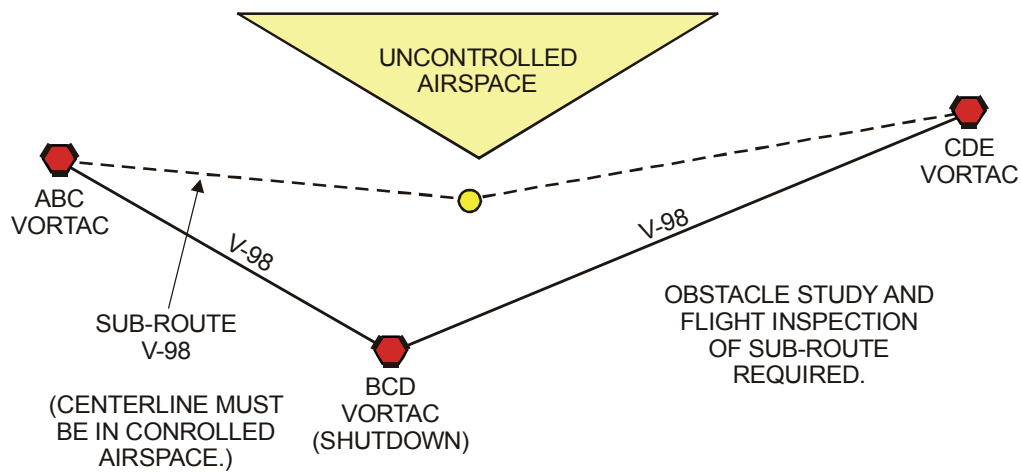 UNCONTROLLED
AIRSPACE
ABC
VORTAC
CDE
VORTAC
V-98
V-98
SUB-ROUTE
V-98
(CENTERLINE MUST
BE IN CONROLLED
AIRSPACE.)
BCD
VORTAC
(SHUTDOWN)
OBSTACLE STUDY AND
FLIGHT INSPECTION
OF SUB-ROUTE
REQUIRED.